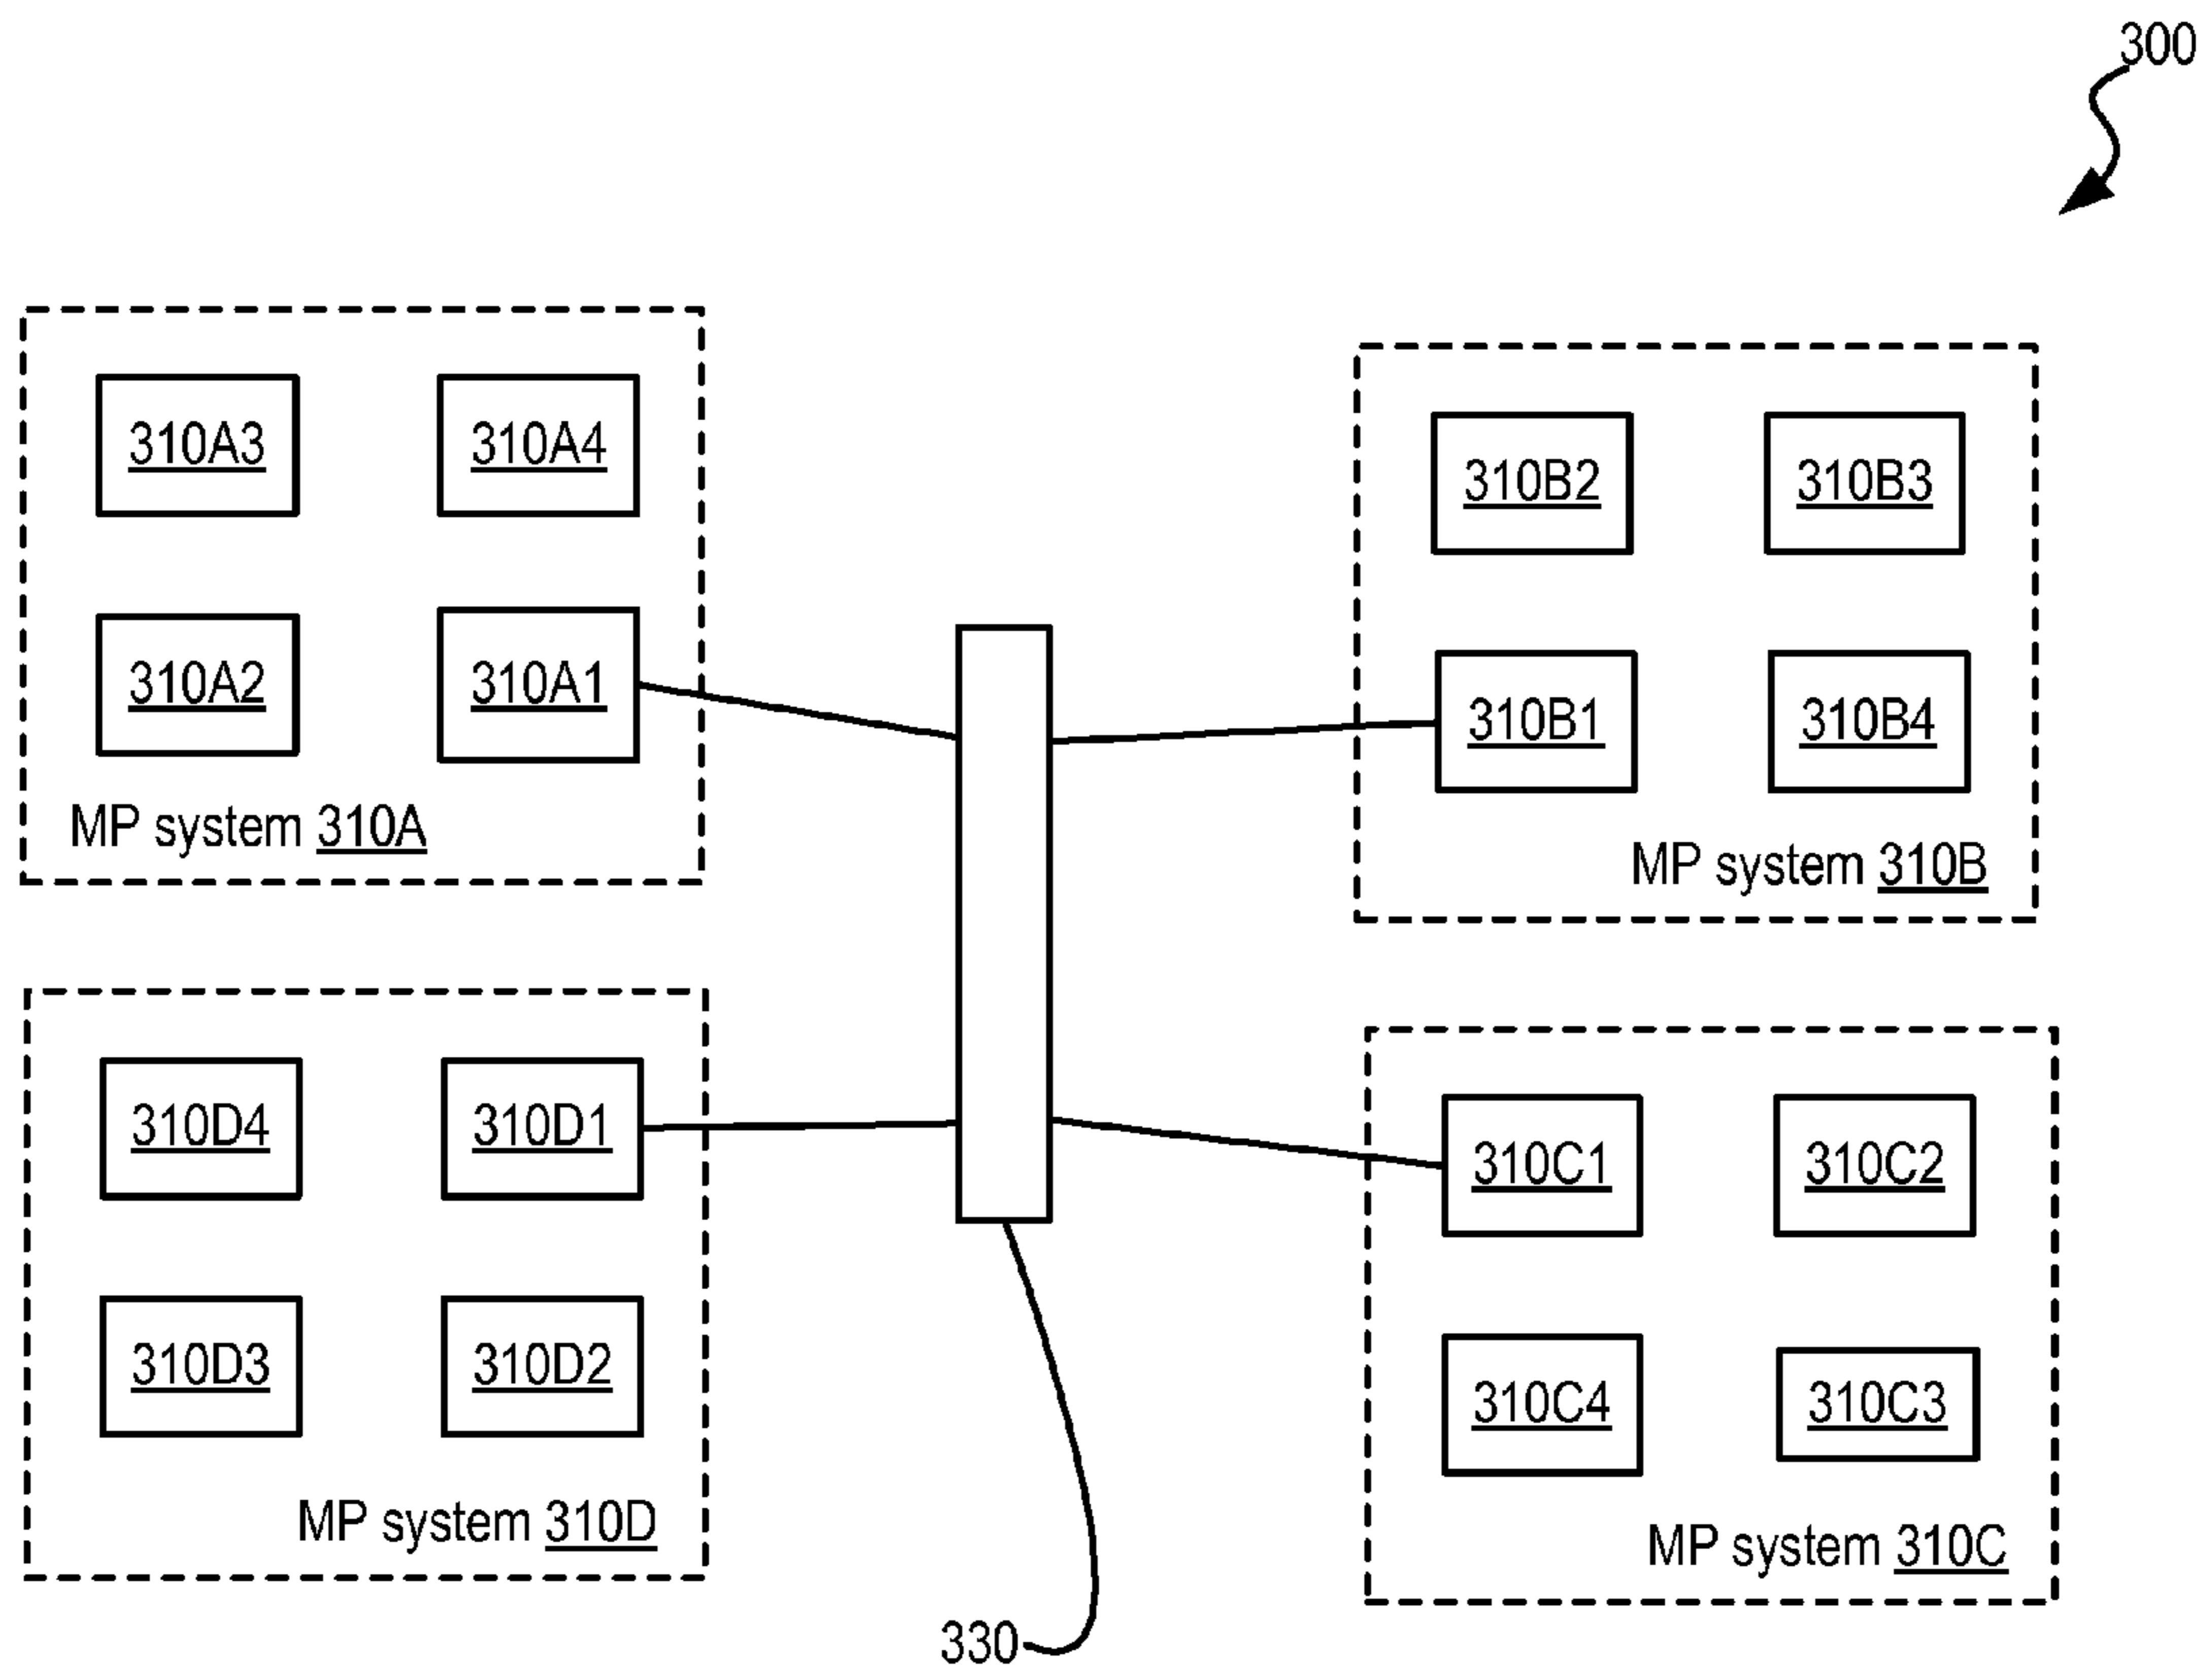 300
310A3 310A4
310A2 310A1
MP system 310A
310B2 310B3
310B1 310B4
MP system 310B
310D4 310D1
310D3 310D2
MP system 310D
310C1 310C2
310C4 310C3
MP system 310C
330